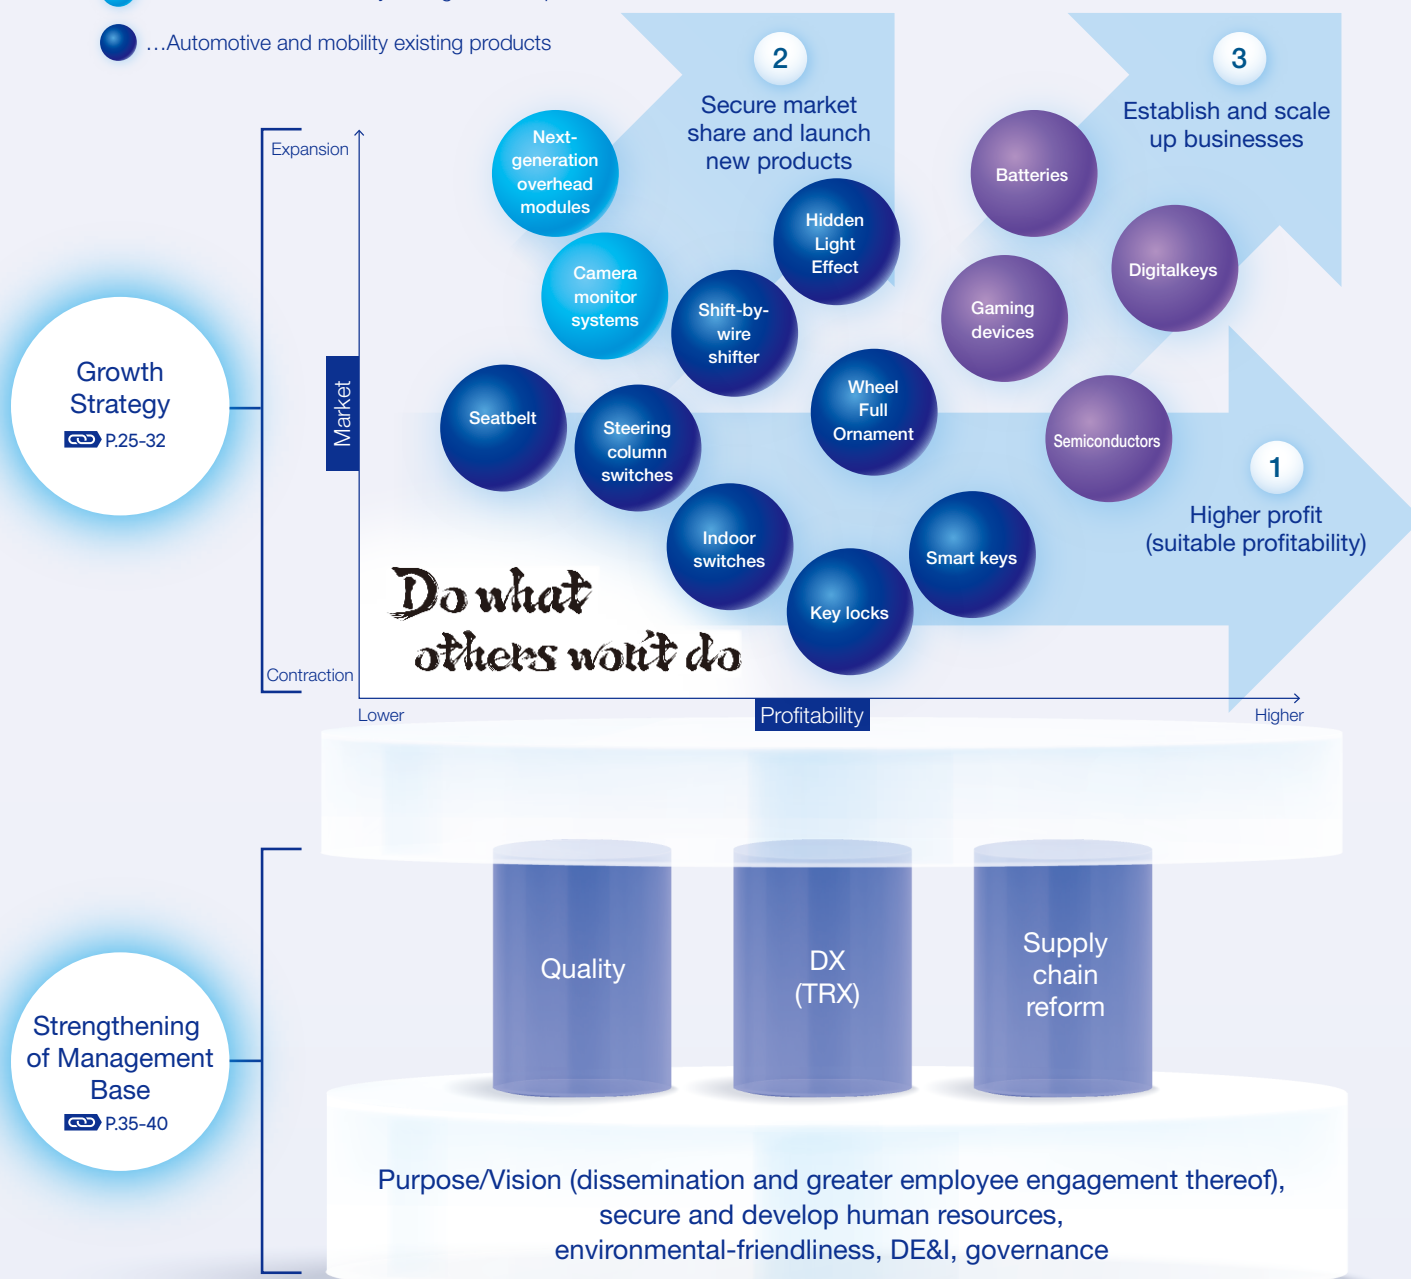 …Automotive and mobility existing products
2
Secure market
share and launch
new products
3
Establish and scale
up businesses
Expansion
Next-
generation
overhead
modules
Batteries
Hidden
Light
Effect
Digitalkeys
Camera
monitor
systems
Shift-by-
wire
shifter
Gaming
devices
Growth
Strategy
P.25-32
Market
Seatbelt
Steering
column
switches
Wheel
Full
Ornament
Semiconductors
1
Higher profit
(suitable profitability)
Indoor
switches
Smart keys
Key locks
Do what
others won't do
Contraction
Lower
Profitability
Higher
Quality
DX
(TRX)
Supply
chain
reform
Strengthening
of Management
Base
P.35-40
Purpose/Vision (dissemination and greater employee engagement thereof),
secure and develop human resources,
environmental-friendliness, DE&I, governance